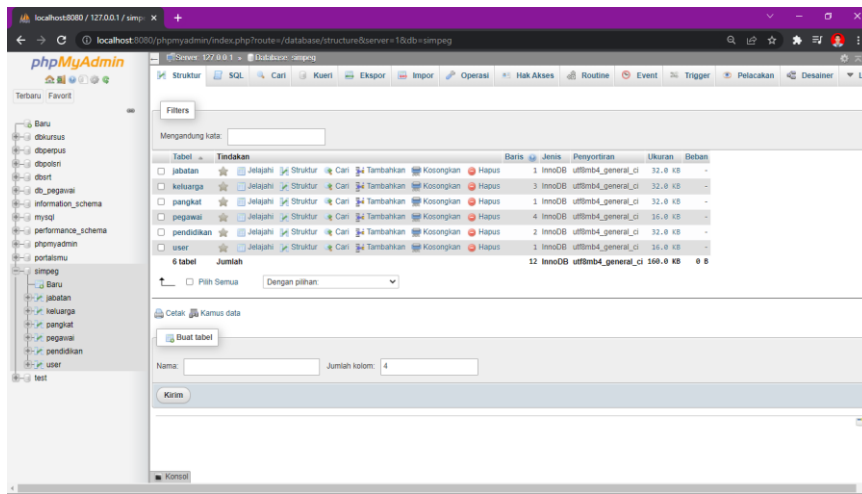 localhost:8080 / 127.0.0.1 / simp
localhost:8080/phpmyadmin/index.php?route=/database/structure&server=1&db=simpeg
phpMyAdmin
Terbaru Favorit
Baru
dbkursus
dbperpus
dbpolsri
dbsrt
db_pegawai
information_schema
mysql
performance_schema
phpmyadmin
portalsmu
simpeg
Baru
jabatan
keluarga
pangkat
pegawai
pendidikan
user
test
Server: 127.0.0.1 » Database: simpeg
Struktur SQL Cari Kueri Ekspor Impor Operasi Hak Akses Routine Event Trigger Pelacakan Desainer
Filters
Mengandung kata:
Tabel Tindakan Baris Jenis Penyortiran Ukuran Beban
jabatan Jelajahi Struktur Cari Tambahkan Kosongkan Hapus 1 InnoDB utf8mb4_general_ci 32.0 KB -
keluarga Jelajahi Struktur Cari Tambahkan Kosongkan Hapus 3 InnoDB utf8mb4_general_ci 32.0 KB -
pangkat Jelajahi Struktur Cari Tambahkan Kosongkan Hapus 1 InnoDB utf8mb4_general_ci 32.0 KB -
pegawai Jelajahi Struktur Cari Tambahkan Kosongkan Hapus 4 InnoDB utf8mb4_general_ci 16.0 KB -
pendidikan Jelajahi Struktur Cari Tambahkan Kosongkan Hapus 2 InnoDB utf8mb4_general_ci 32.0 KB -
user Jelajahi Struktur Cari Tambahkan Kosongkan Hapus 1 InnoDB utf8mb4_general_ci 16.0 KB -
6 tabel Jumlah 12 InnoDB utf8mb4_general_ci 160.0 KB 0 B
Pilih Semua Dengan pilihan:
Cetak Kamus data
Buat tabel
Nama: Jumlah kolom: 4
Kirim
Konsol